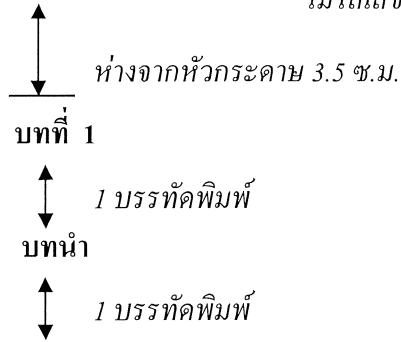 ห่างจากหัวกระดาษ 3.5 ซ.ม.
บทที่ 1
1 บรรทัดพิมพ์
บทนำ
1 บรรทัดพิมพ์